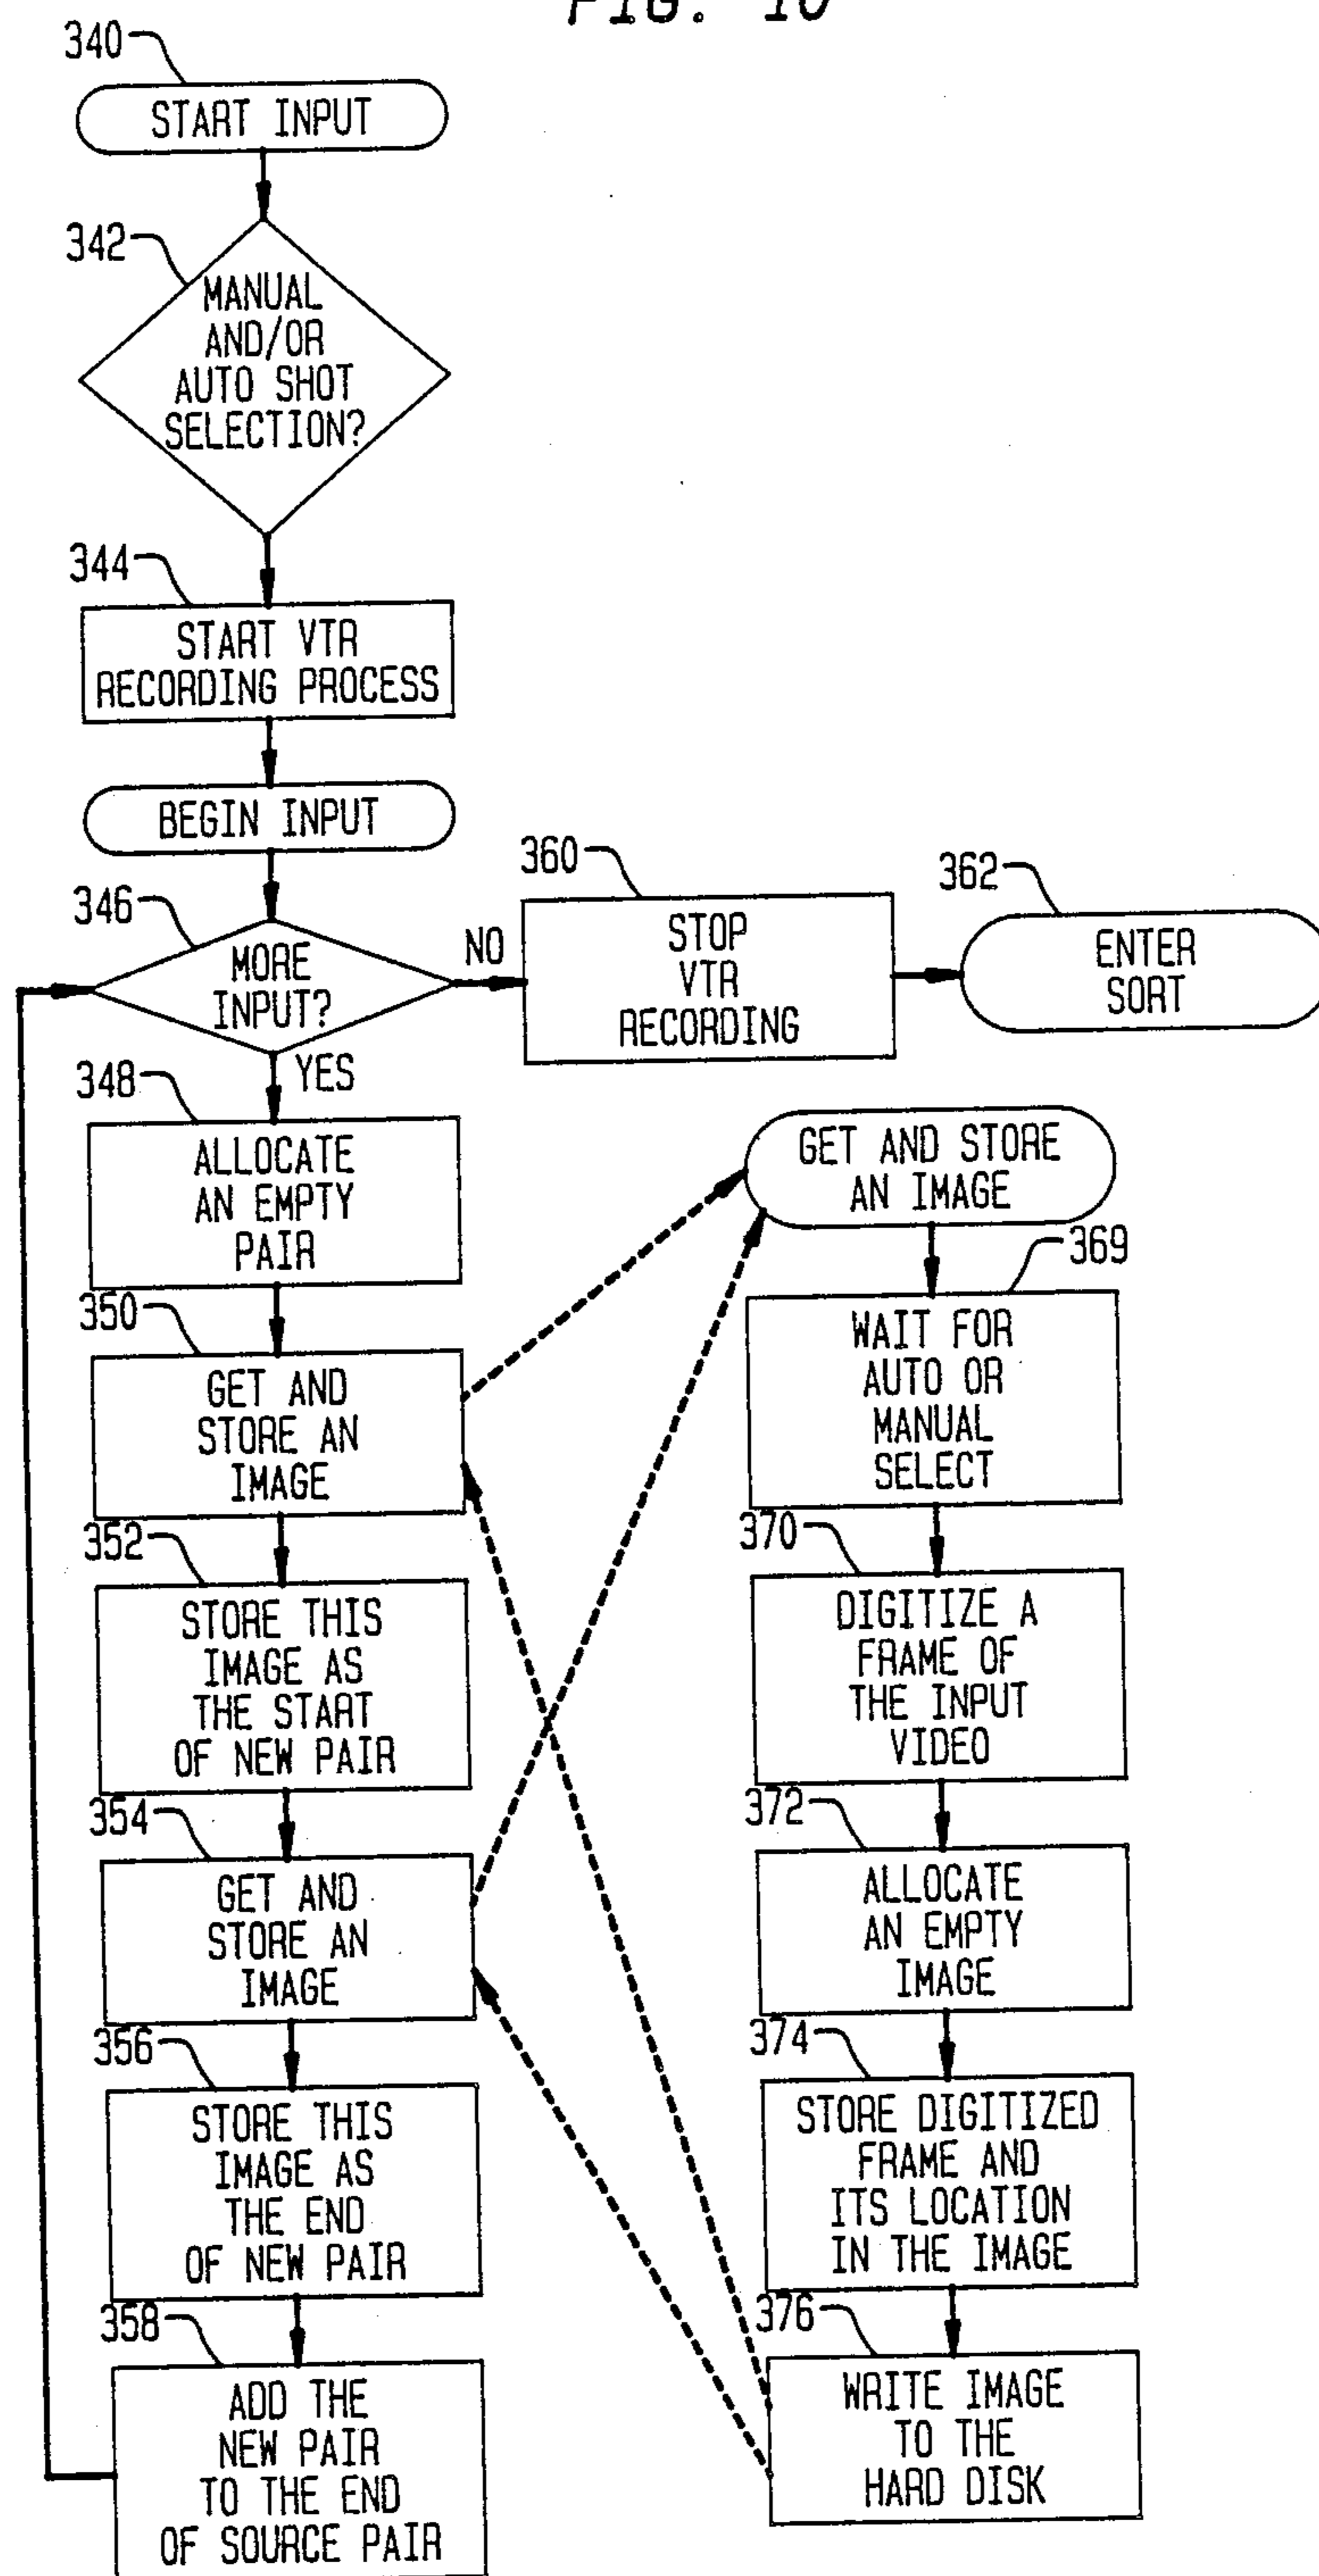 FIG. 10
340
START INPUT
342
MANUAL
AND/OR
AUTO SHOT
SELECTION?
344
START VTR
RECORDING PROCESS
BEGIN INPUT
346
MORE
INPUT?
NO
YES
360
STOP
VTR
RECORDING
362
ENTER
SORT
348
ALLOCATE
AN EMPTY
PAIR
350
GET AND
STORE AN
IMAGE
352
STORE THIS
IMAGE AS
THE START
OF NEW PAIR
354
GET AND
STORE AN
IMAGE
356
STORE THIS
IMAGE AS
THE END
OF NEW PAIR
358
ADD THE
NEW PAIR
TO THE END
OF SOURCE PAIR
GET AND STORE
AN IMAGE
369
WAIT FOR
AUTO OR
MANUAL
SELECT
370
DIGITIZE A
FRAME OF
THE INPUT
VIDEO
372
ALLOCATE
AN EMPTY
IMAGE
374
STORE DIGITIZED
FRAME AND
ITS LOCATION
IN THE IMAGE
376
WRITE IMAGE
TO THE
HARD DISK